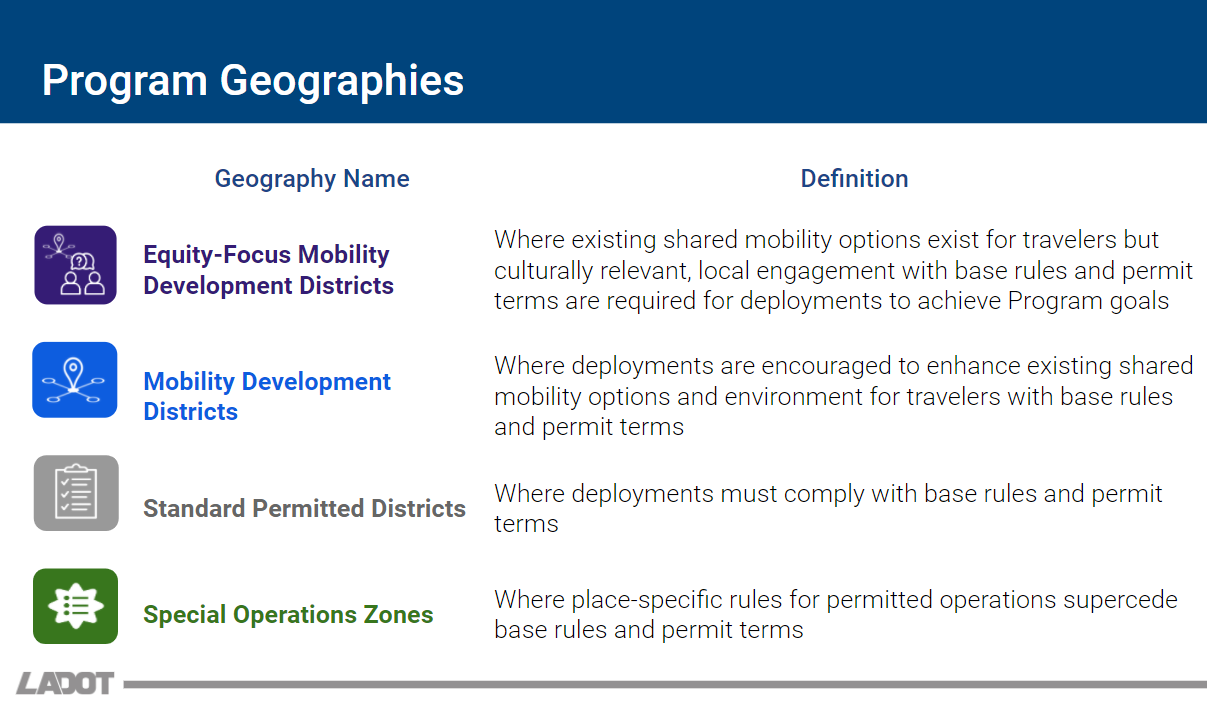 Program Geographies
Geography Name
Definition
Equity-Focus Mobility
Development Districts
Where existing shared mobility options exist for travelers but
culturally relevant, local engagement with base rules and permit
terms are required for deployments to achieve Program goals
Mobility Development
Districts
Where deployments are encouraged to enhance existing shared
mobility options and environment for travelers with base rules
and permit terms
Standard Permitted Districts
Where deployments must comply with base rules and permit
terms
Special Operations Zones
Where place-specific rules for permitted operations supercede
base rules and permit terms
LADOT